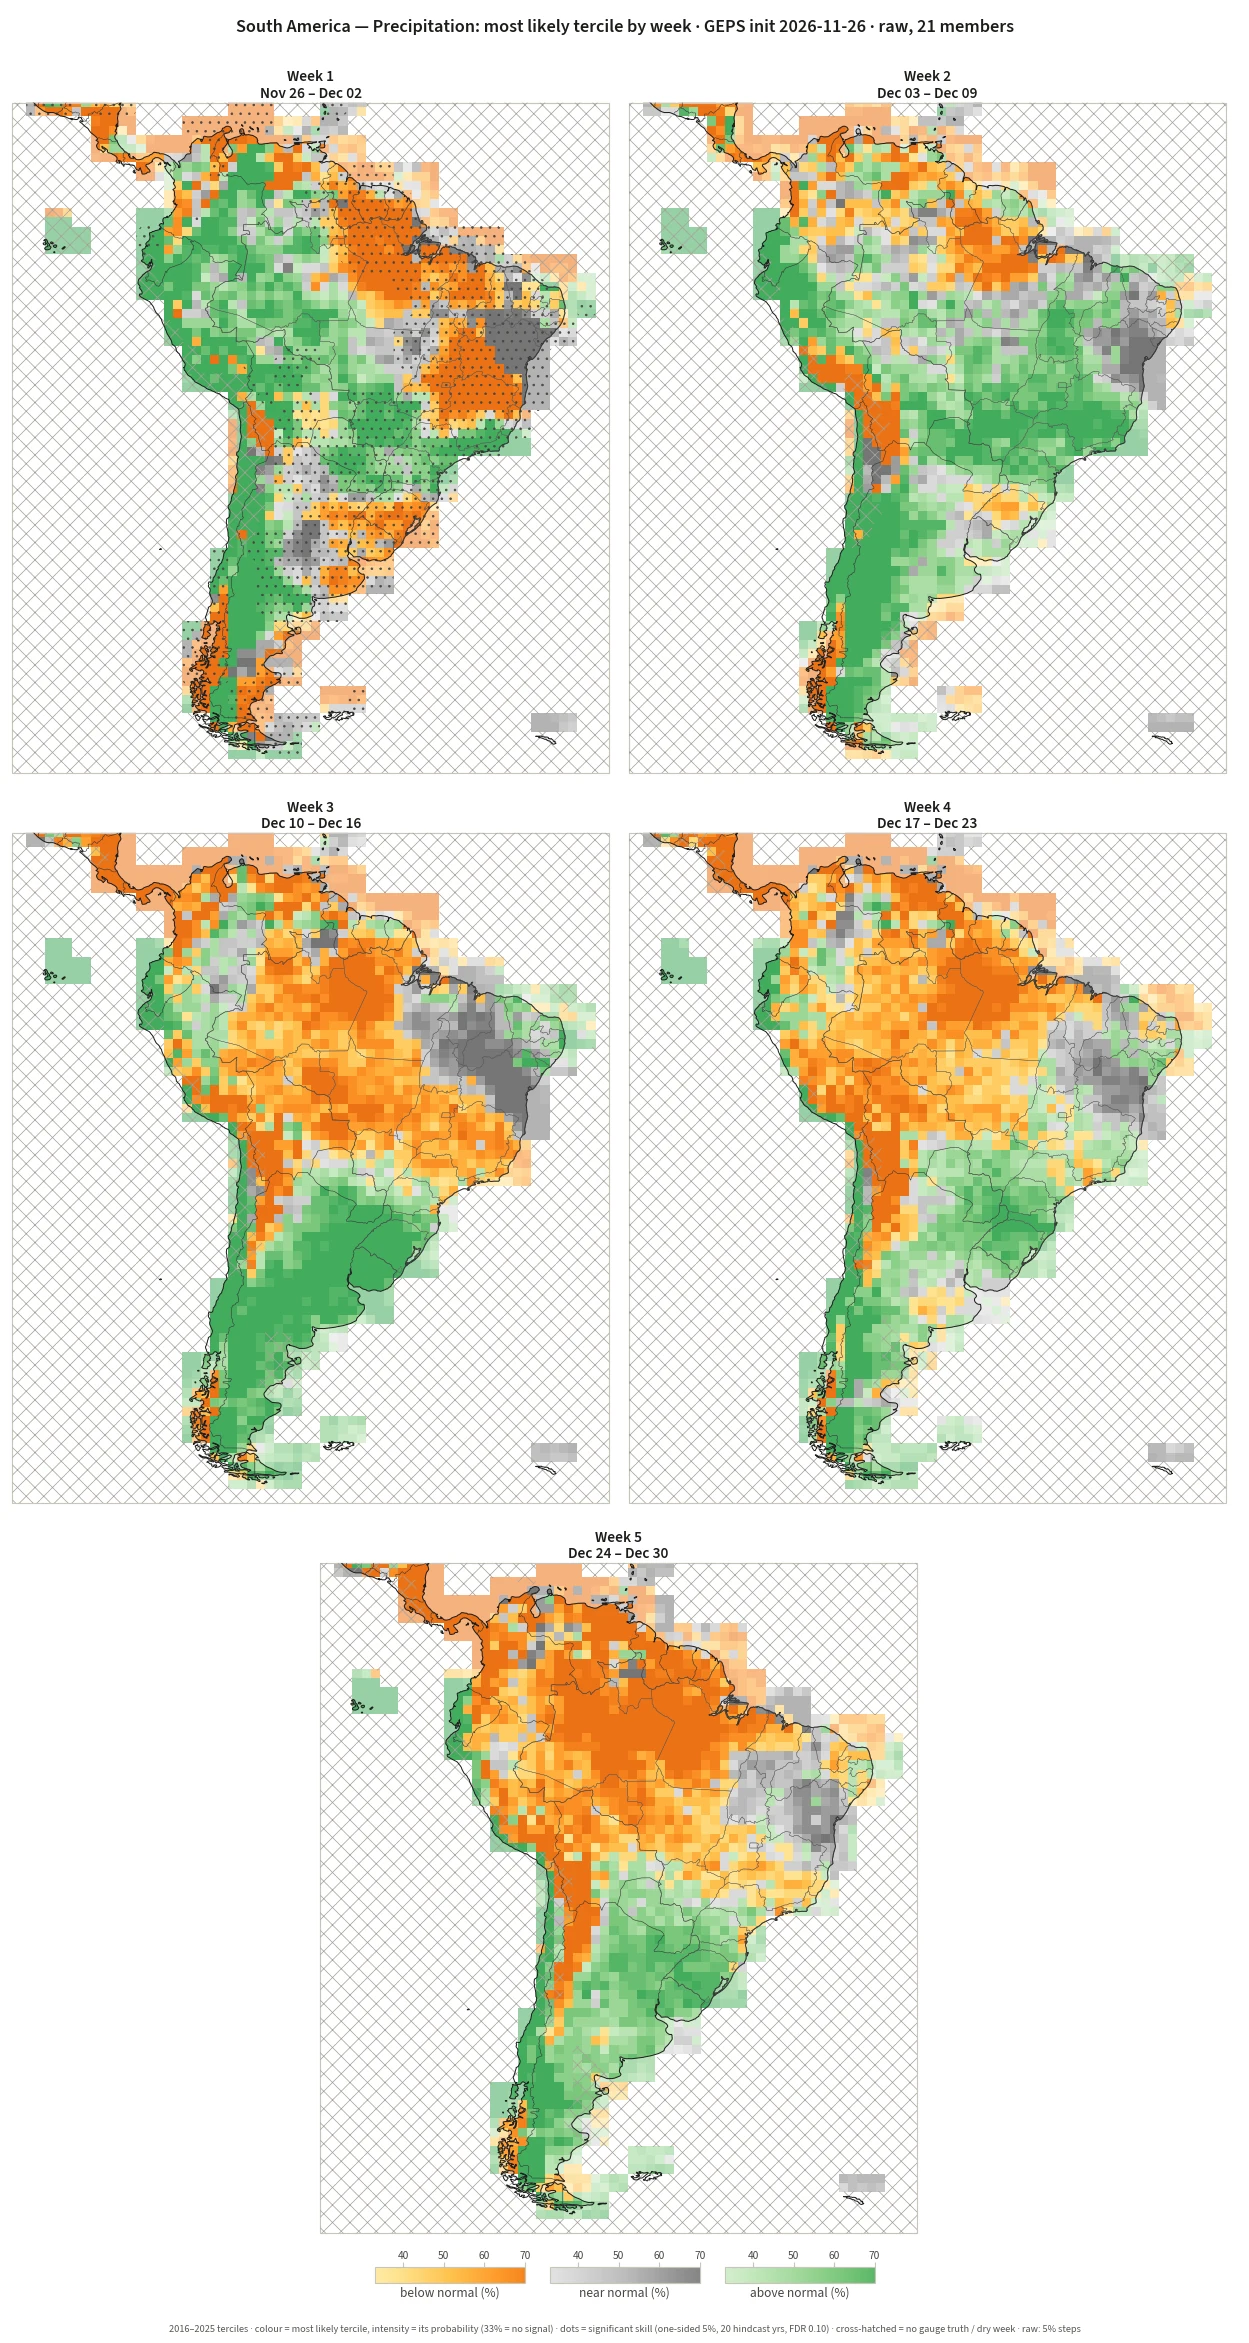 South America — Precipitation: most likely tercile by week · GEPS init 2026-11-26 · raw, 21 members
Week 1
Nov 26 – Dec 02
Week 2
Dec 03 – Dec 09
Week 3
Dec 10 – Dec 16
Week 4
Dec 17 – Dec 23
Week 5
Dec 24 – Dec 30
40 50 60 70
below normal (%)
40 50 60 70
near normal (%)
40 50 60 70
above normal (%)
2016–2025 terciles · colour = most likely tercile, intensity = its probability (33% = no signal) · dots = significant skill (one-sided 5%, 20 hindcast yrs, FDR 0.10) · cross-hatched = no gauge truth / dry week · raw: 5% steps